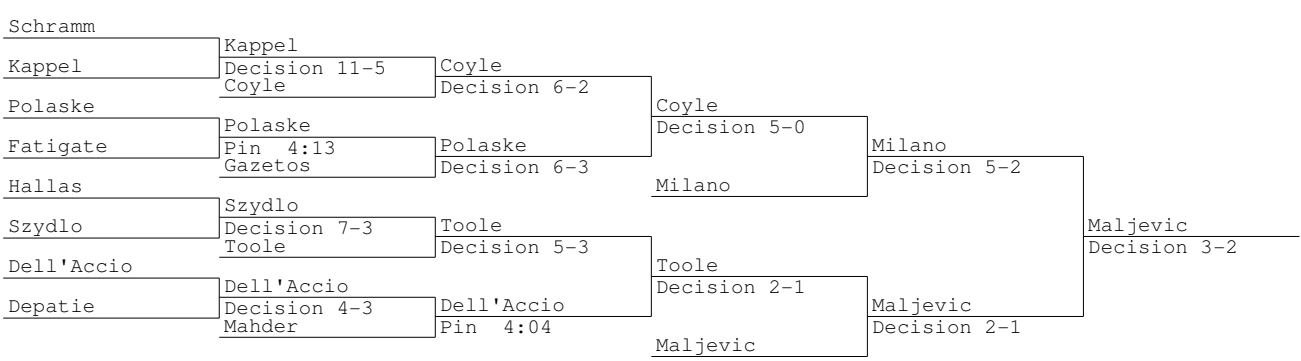 Schramm
Kappel
Kappel
Decision 11-5
Coyle
Coyle
Decision 6-2
Polaske
Fatigate
Polaske
Pin 4:13
Gazetos
Polaske
Decision 6-3
Coyle
Decision 5-0
Milano
Milano
Decision 5-2
Hallas
Szydlo
Szydlo
Decision 7-3
Toole
Toole
Decision 5-3
Dell'Accio
Depatie
Dell'Accio
Decision 4-3
Mahder
Dell'Accio
Pin 4:04
Toole
Decision 2-1
Maljevic
Maljevic
Decision 2-1
Maljevic
Decision 3-2